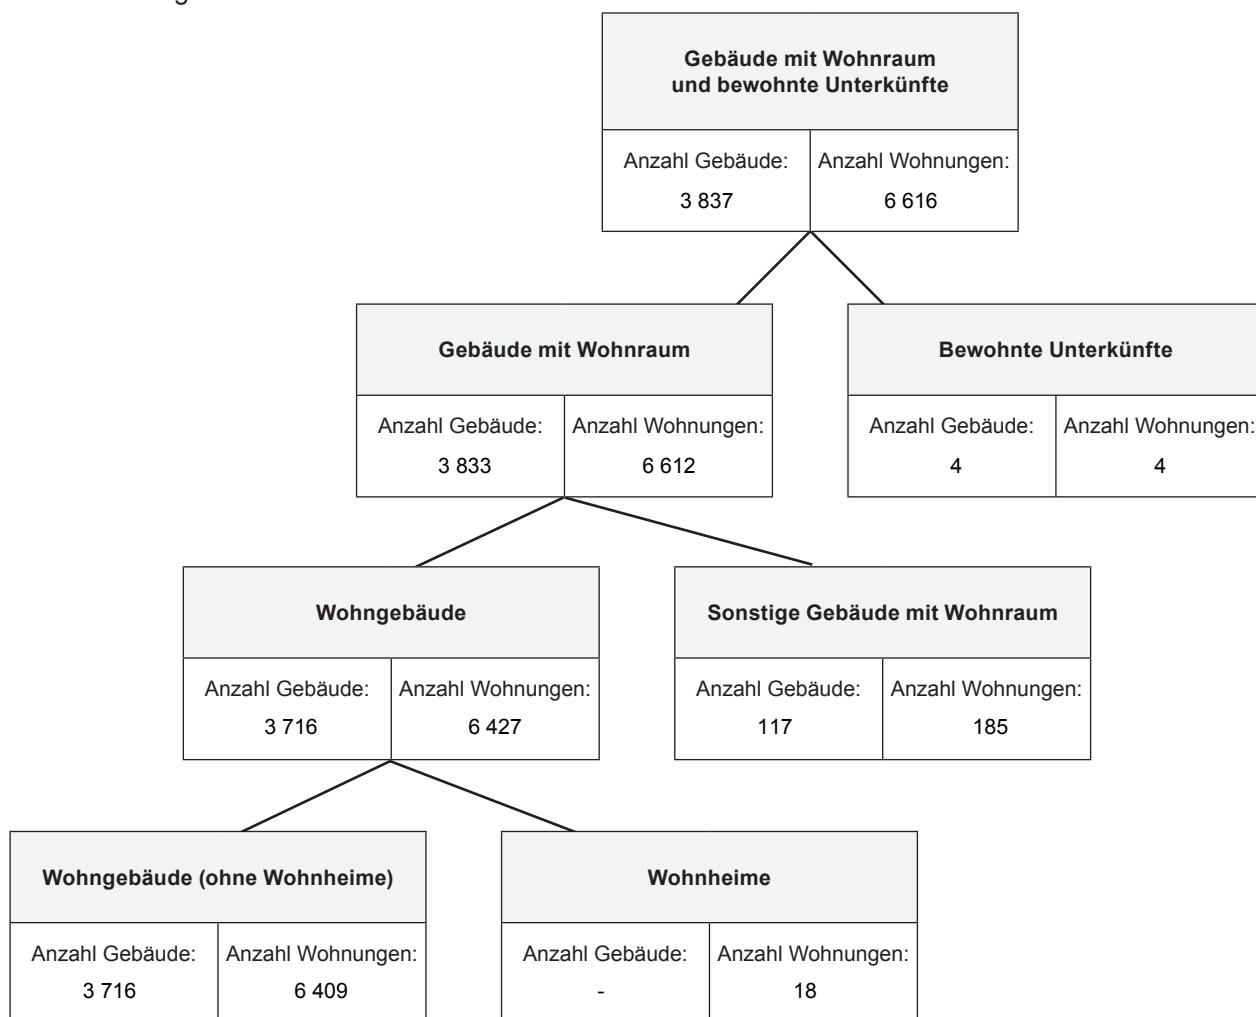 Gebäude mit Wohnraum
und bewohnte Unterkünfte
Anzahl Gebäude: Anzahl Wohnungen:
3 837 6 616
Gebäude mit Wohnraum Bewohnte Unterkünfte
Anzahl Gebäude: Anzahl Wohnungen: Anzahl Gebäude: Anzahl Wohnungen:
3 833 6 612 4 4
Wohngebäude Sonstige Gebäude mit Wohnraum
Anzahl Gebäude: Anzahl Wohnungen: Anzahl Gebäude: Anzahl Wohnungen:
3 716 6 427 117 185
Wohngebäude (ohne Wohnheime) Wohnheime
Anzahl Gebäude: Anzahl Wohnungen: Anzahl Gebäude: Anzahl Wohnungen:
3 716 6 409 - 18